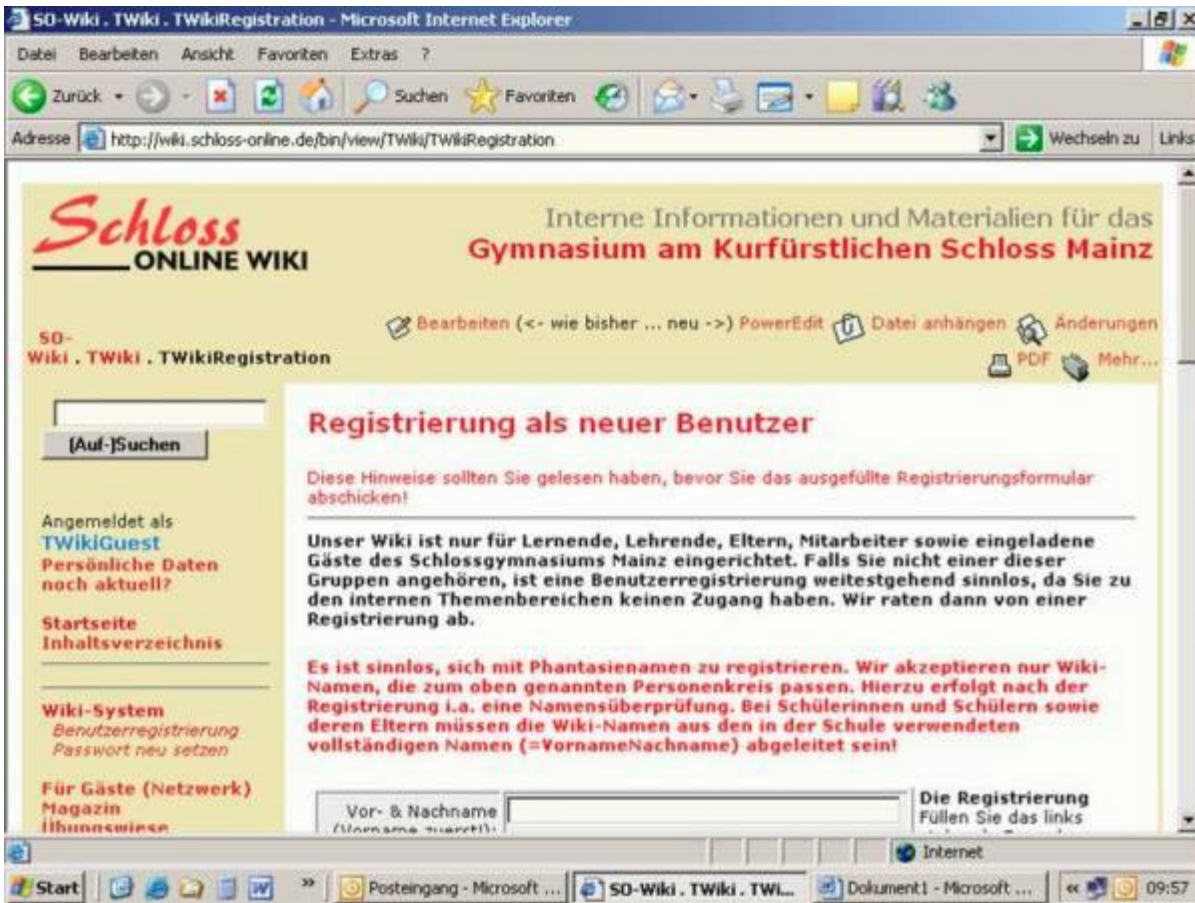 SO-Wiki . TWiki . TWikiRegistration - Microsoft Internet Explorer
Datei Bearbeiten Ansicht Favoriten Extras ?
Zurück Suchen Favoriten
Adresse http://wiki.schloss-online.de/bin/view/TWiki/TWikiRegistration Wechseln zu Links
Schloss
ONLINE WIKI
Interne Informationen und Materialien für das
Gymnasium am Kurfürstlichen Schloss Mainz
Bearbeiten (<- wie bisher ... neu ->) PowerEdit Datei anhängen Änderungen
PDF Mehr...
SO-
Wiki . TWiki . TWikiRegistration
(Auf-)Suchen
Angemeldet als
TWikiGuest
Persönliche Daten
noch aktuell?
Startseite
Inhaltsverzeichnis
Wiki-System
Benutzerregistrierung
Passwort neu setzen
Für Gäste (Netzwerk)
Magazin
Übungswiese
Registrierung als neuer Benutzer
Diese Hinweise sollten Sie gelesen haben, bevor Sie das ausgefüllte Registrierungsformular
abschicken!
Unser Wiki ist nur für Lernende, Lehrende, Eltern, Mitarbeiter sowie eingeladene
Gäste des Schlossgymnasiums Mainz eingerichtet. Falls Sie nicht einer dieser
Gruppen angehören, ist eine Benutzerregistrierung weitestgehend sinnlos, da Sie zu
den internen Themenbereichen keinen Zugang haben. Wir raten dann von einer
Registrierung ab.
Es ist sinnlos, sich mit Phantasienamen zu registrieren. Wir akzeptieren nur Wiki-
Namen, die zum oben genannten Personenkreis passen. Hierzu erfolgt nach der
Registrierung i.a. eine Namensüberprüfung. Bei Schülerinnen und Schülern sowie
deren Eltern müssen die Wiki-Namen aus den in der Schule verwendeten
vollständigen Namen (=VornameNachname) abgeleitet sein!
Vor- & Nachname
(Vorname zuerst!):
Die Registrierung
Füllen Sie das links
Internet
Start » Posteingang - Microsoft ... SO-Wiki . TWiki . TWi... Dokument1 - Microsoft ... « 09:57